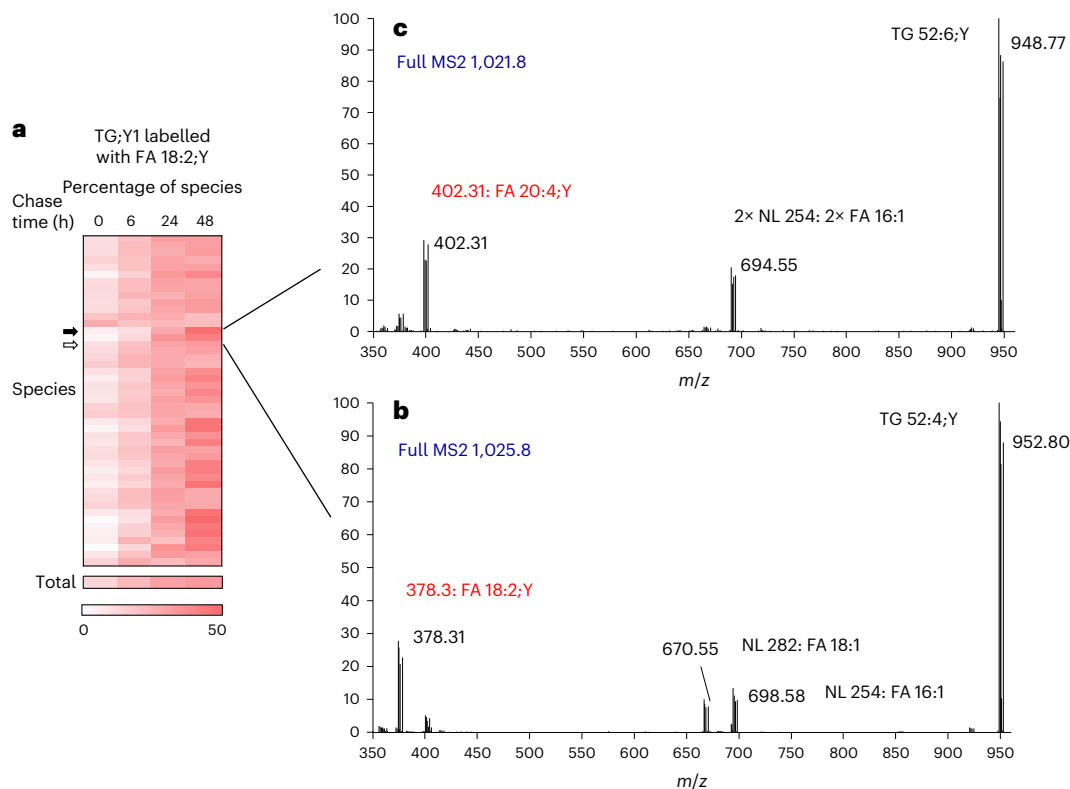 a
TG;Y1 labelled
with FA 18:2;Y
Percentage of species
Chase
time (h)
0 6 24 48
Species
Total
0 50
c
Full MS2 1,021.8
TG 52:6;Y
948.77
402.31: FA 20:4;Y
402.31
2× NL 254: 2× FA 16:1
694.55
100
90
80
70
60
50
40
30
20
10
0
350 400 450 500 550 600 650 700 750 800 850 900 950
m/z
b
Full MS2 1,025.8
TG 52:4;Y
952.80
378.3: FA 18:2;Y
378.31
670.55
NL 282: FA 18:1
698.58
NL 254: FA 16:1
100
90
80
70
60
50
40
30
20
10
0
350 400 450 500 550 600 650 700 750 800 850 900 950
m/z